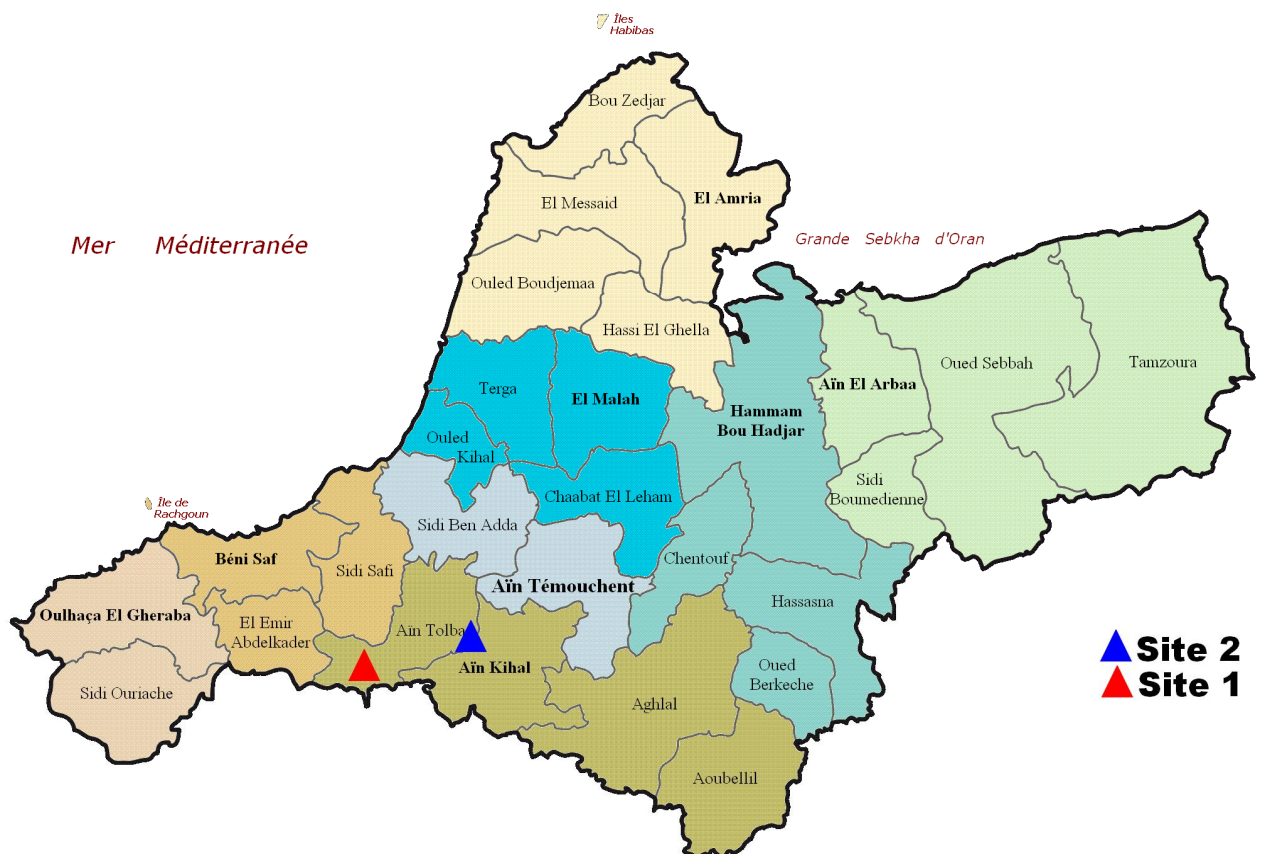 Îles
Habibas
Bou Zedjar
El Amria
El Messaid
Mer Méditerranée
Grande Sebkha d'Oran
Ouled Boudjemaa
Hassi El Ghella
Terga
El Malah
Aïn El Arbaa
Oued Sebbah
Tamzoura
Hammam
Bou Hadjar
Ouled
Kihal
Sidi
Boumedienne
Chaabat El Leham
Île de
Rachgoun
Sidi Ben Adda
Béni Saf
Sidi Safi
Chentouf
Aïn Témouchent
Hassasna
Oulhaça El Gheraba
El Emir
Abdelkader
Aïn Tolba
Aïn Kihal
Oued
Berkeche
Sidi Ouriache
Aghlal
Aoubellil
Site 2
Site 1